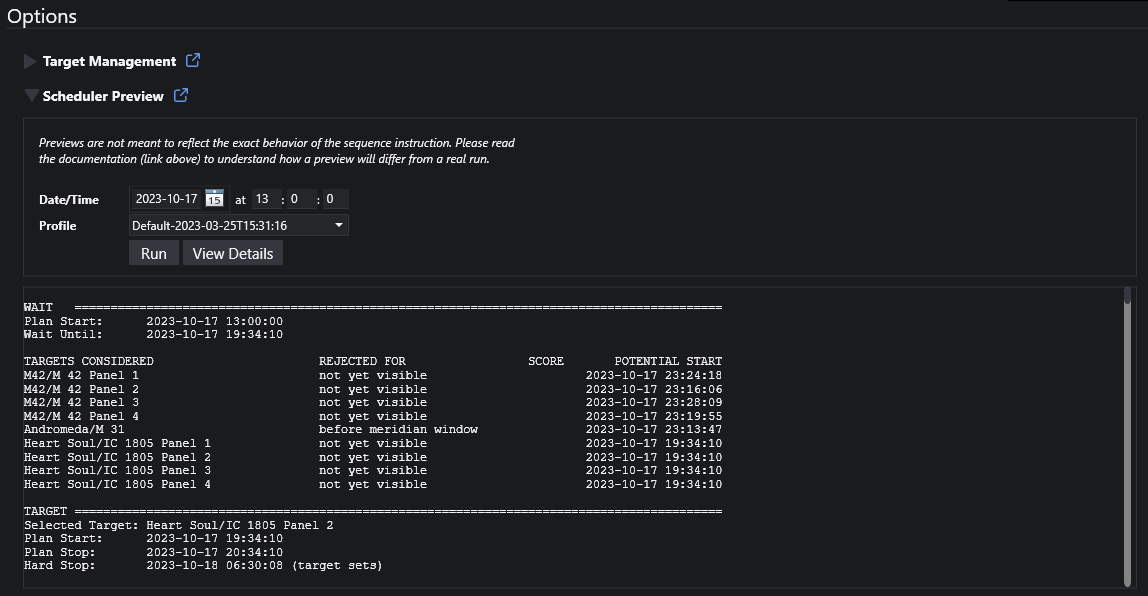 Options
Target Management
Scheduler Preview
Previews are not meant to reflect the exact behavior of the sequence instruction. Please read
the documentation (link above) to understand how a preview will differ from a real run.
Date/Time 2023-10-17 15 at 13 : 0 : 0
Profile Default-2023-03-25T15:31:16
Run View Details
WAIT ==========================================================================================
Plan Start: 2023-10-17 13:00:00
Wait Until: 2023-10-17 19:34:10
TARGETS CONSIDERED REJECTED FOR SCORE POTENTIAL START
M42/M 42 Panel 1 not yet visible 2023-10-17 23:24:18
M42/M 42 Panel 2 not yet visible 2023-10-17 23:16:06
M42/M 42 Panel 3 not yet visible 2023-10-17 23:28:09
M42/M 42 Panel 4 not yet visible 2023-10-17 23:19:55
Andromeda/M 31 before meridian window 2023-10-17 23:13:47
Heart Soul/IC 1805 Panel 1 not yet visible 2023-10-17 19:34:10
Heart Soul/IC 1805 Panel 2 not yet visible 2023-10-17 19:34:10
Heart Soul/IC 1805 Panel 3 not yet visible 2023-10-17 19:34:10
Heart Soul/IC 1805 Panel 4 not yet visible 2023-10-17 19:34:10
TARGET ==========================================================================================
Selected Target: Heart Soul/IC 1805 Panel 2
Plan Start: 2023-10-17 19:34:10
Plan Stop: 2023-10-17 20:34:10
Hard Stop: 2023-10-18 06:30:08 (target sets)